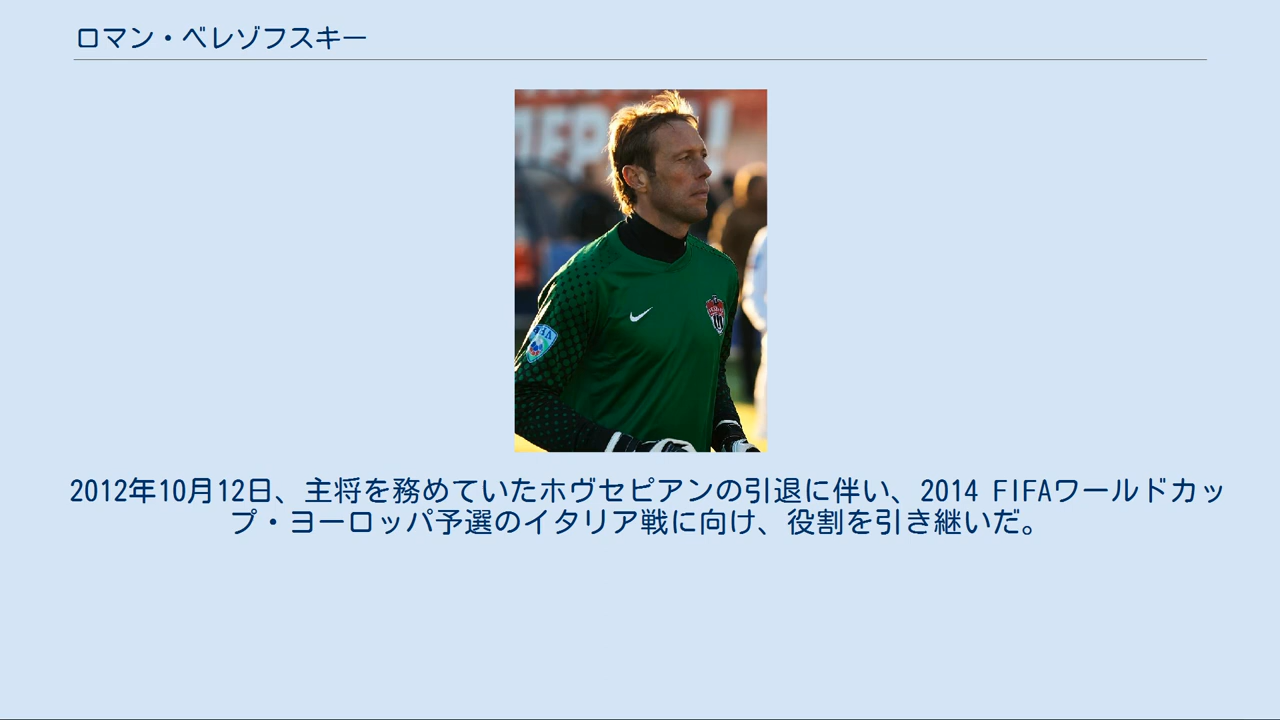 ロマン・ベレゾフスキー
2012年10月12日、主将を務めていたホヴセピアンの引退に伴い、2014 FIFAワールドカッ
プ・ヨーロッパ予選のイタリア戦に向け、役割を引き継いだ。